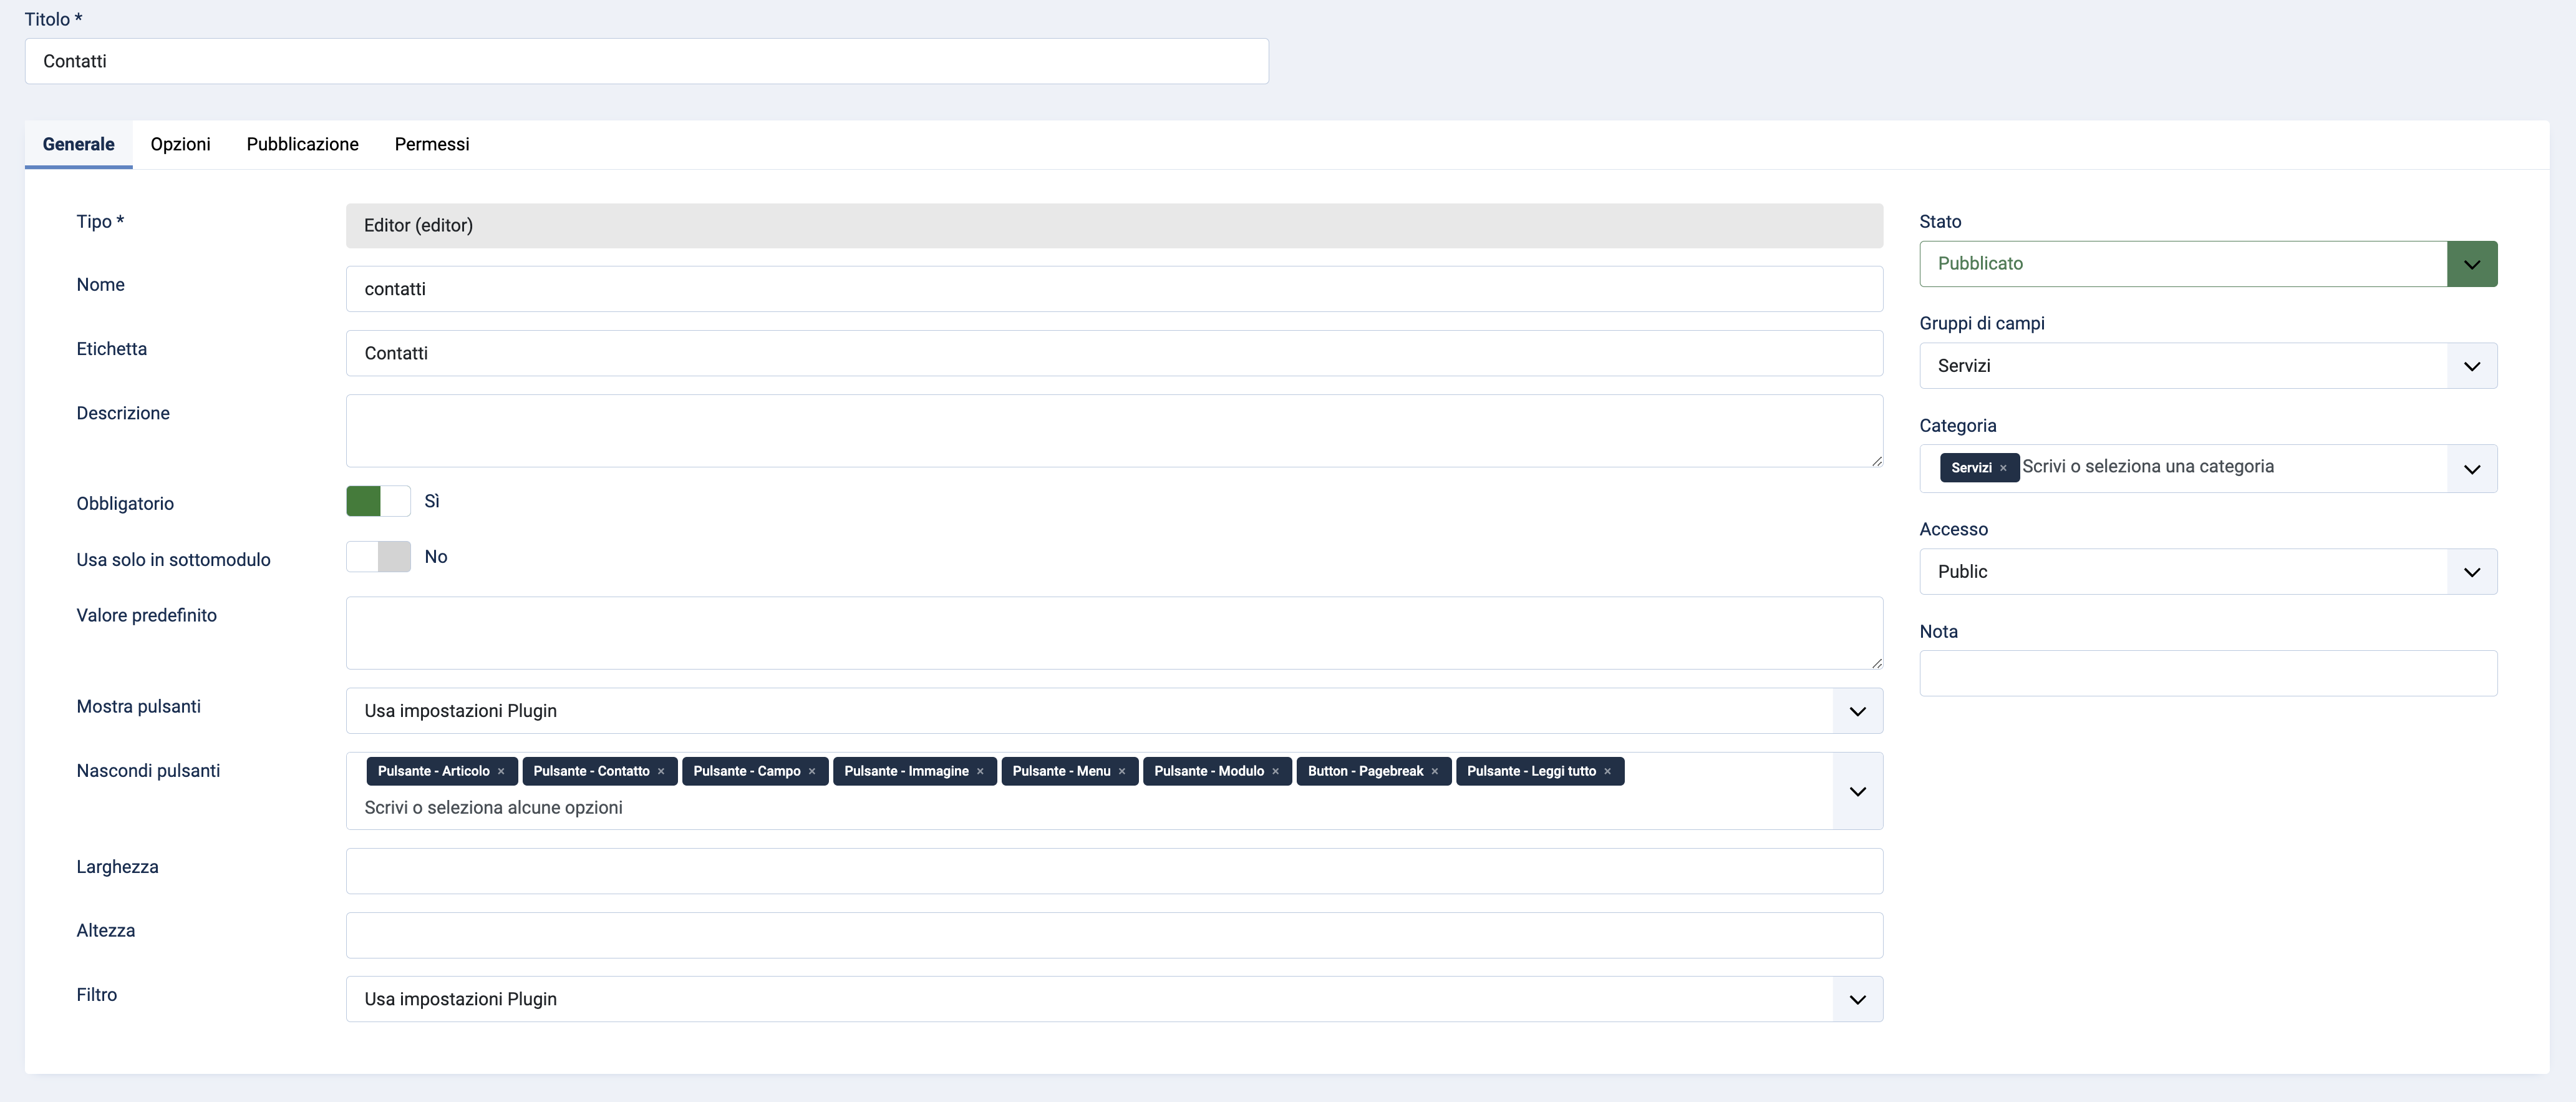 Titolo *
Contatti
Generale Opzioni Pubblicazione Permessi
Tipo *
Editor (editor)
Nome
contatti
Etichetta
Contatti
Descrizione
Obbligatorio
Sì
Usa solo in sottomodulo
No
Valore predefinito
Mostra pulsanti
Usa impostazioni Plugin
Nascondi pulsanti
Pulsante - Articolo × Pulsante - Contatto × Pulsante - Campo × Pulsante - Immagine × Pulsante - Menu × Pulsante - Modulo × Button - Pagebreak × Pulsante - Leggi tutto ×
Scrivi o seleziona alcune opzioni
Larghezza
Altezza
Filtro
Usa impostazioni Plugin
Stato
Pubblicato
Gruppi di campi
Servizi
Categoria
Servizi × Scrivi o seleziona una categoria
Accesso
Public
Nota